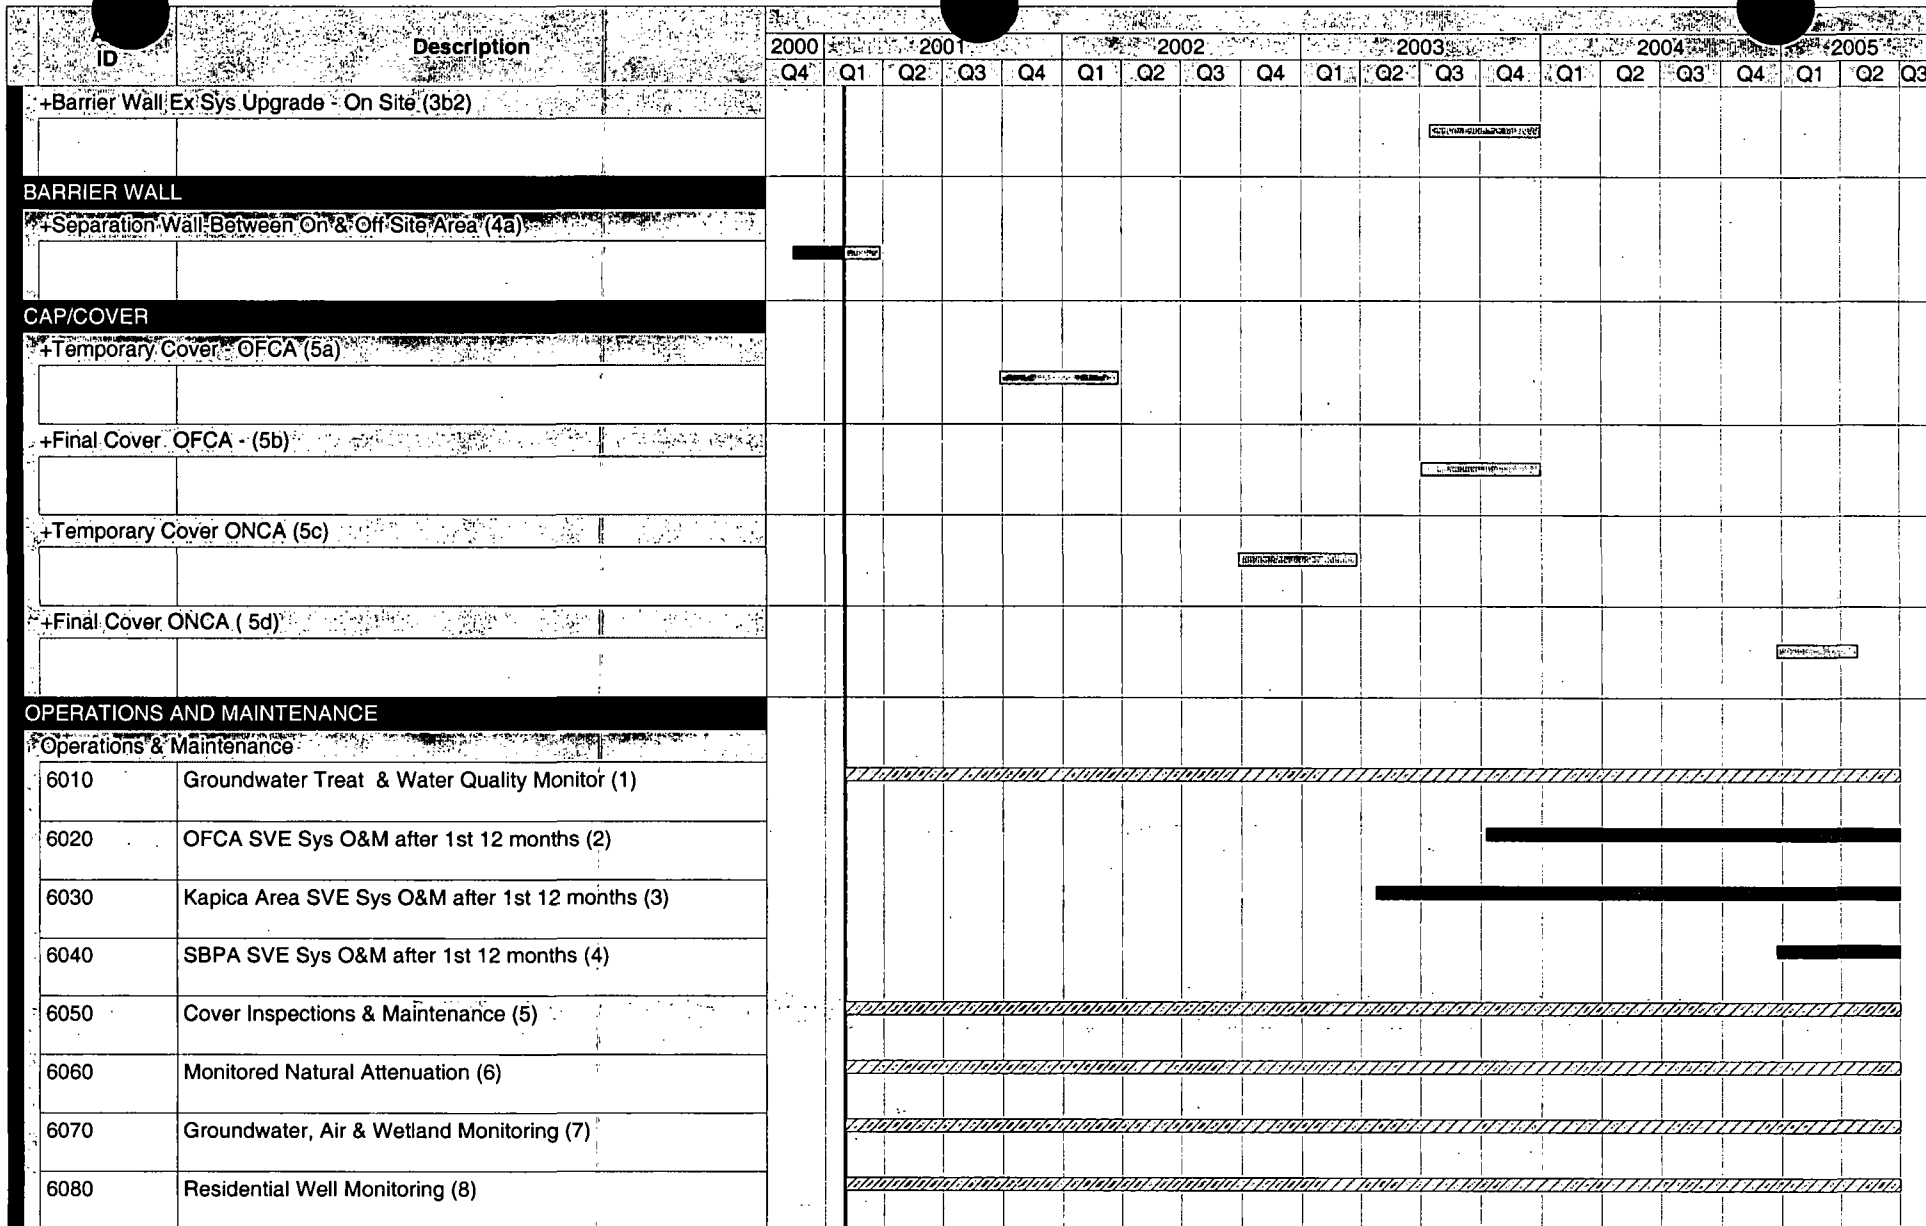 ID Description
2000 2001 2002 2003 2004 2005
Q4 Q1 Q2 Q3 Q4 Q1 Q2 Q3 Q4 Q1 Q2 Q3 Q4 Q1 Q2 Q3 Q4 Q1 Q2 Q3
+Barrier Wall Ex Sys Upgrade - On Site (3b2)
BARRIER WALL
+Separation Wall Between On & Off Site Area (4a)
CAP/COVER
+Temporary Cover - OFCA (5a)
+Final Cover OFCA - (5b)
+Temporary Cover ONCA (5c)
+Final Cover ONCA ( 5d)
OPERATIONS AND MAINTENANCE
Operations & Maintenance
6010 Groundwater Treat & Water Quality Monitor (1)
6020 OFCA SVE Sys O&M after 1st 12 months (2)
6030 Kapica Area SVE Sys O&M after 1st 12 months (3)
6040 SBPA SVE Sys O&M after 1st 12 months (4)
6050 Cover Inspections & Maintenance (5)
6060 Monitored Natural Attenuation (6)
6070 Groundwater, Air & Wetland Monitoring (7)
6080 Residential Well Monitoring (8)